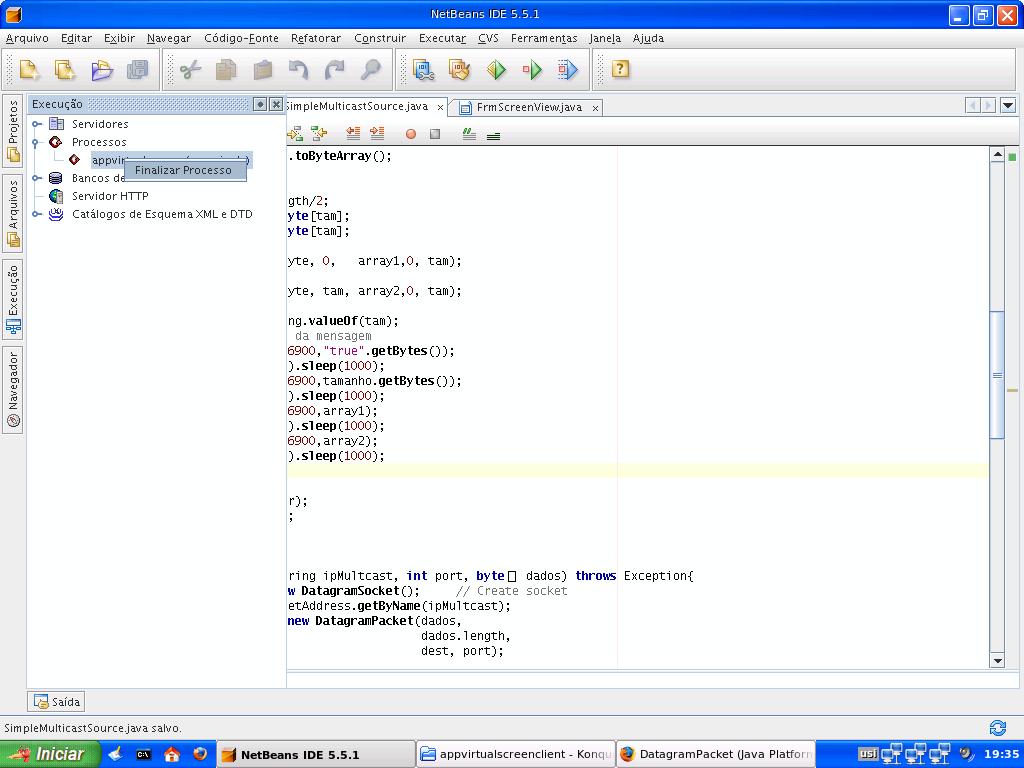 NetBeans IDE 5.5.1
Arquivo Editar Exibir Navegar Código-Fonte Refatorar Construir Executar CVS Ferramentas Janela Ajuda
Execução
SimpleMulticastSource.java
FrmScreenView.java
Projetos
Arquivos
Execução
Navegador
Servidores
Processos
Finalizar Processo
Bancos de
Servidor HTTP
Catálogos de Esquema XML e DTD
.toByteArray();
gth/2;
yte[tam];
yte[tam];
yte, 0, array1,0, tam);
yte, tam, array2,0, tam);
ng.valueOf(tam);
da mensagem
6900,"true".getBytes());
).sleep(1000);
6900,tamanho.getBytes());
).sleep(1000);
6900,array1);
).sleep(1000);
6900,array2);
).sleep(1000);
r);
;
ring ipMultcast, int port, byte[] dados) throws Exception{
w DatagramSocket(); // Create socket
etAddress.getByName(ipMultcast);
new DatagramPacket(dados,
dados.length,
dest, port);
Saída
SimpleMulticastSource.java salvo.
Iniciar
NetBeans IDE 5.5.1
appvirtualscreenclient - Konqu
DatagramPacket (Java Platform
usi
19:35